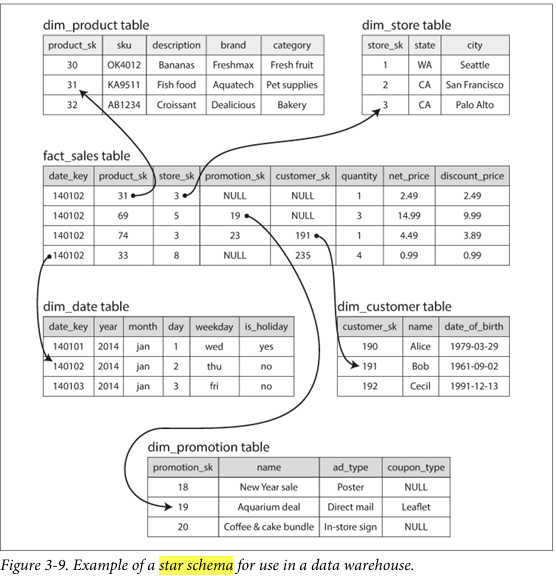 dim_product table
product_sk sku description brand category
30 OK4012 Bananas Freshmax Fresh fruit
31 KA9511 Fish food Aquatech Pet supplies
32 AB1234 Croissant Dealicious Bakery
dim_store table
store_sk state city
1 WA Seattle
2 CA San Francisco
3 CA Palo Alto
fact_sales table
date_key product_sk store_sk promotion_sk customer_sk quantity net_price discount_price
140102 31 3 NULL NULL 1 2.49 2.49
140102 69 5 19 NULL 3 14.99 9.99
140102 74 3 23 191 1 4.49 3.89
140102 33 8 NULL 235 4 0.99 0.99
dim_date table
date_key year month day weekday is_holiday
140101 2014 jan 1 wed yes
140102 2014 jan 2 thu no
140103 2014 jan 3 fri no
dim_customer table
customer_sk name date_of_birth
190 Alice 1979-03-29
191 Bob 1961-09-02
192 Cecil 1991-12-13
dim_promotion table
promotion_sk name ad_type coupon_type
18 New Year sale Poster NULL
19 Aquarium deal Direct mail Leaflet
20 Coffee & cake bundle In-store sign NULL
Figure 3-9. Example of a star schema for use in a data warehouse.